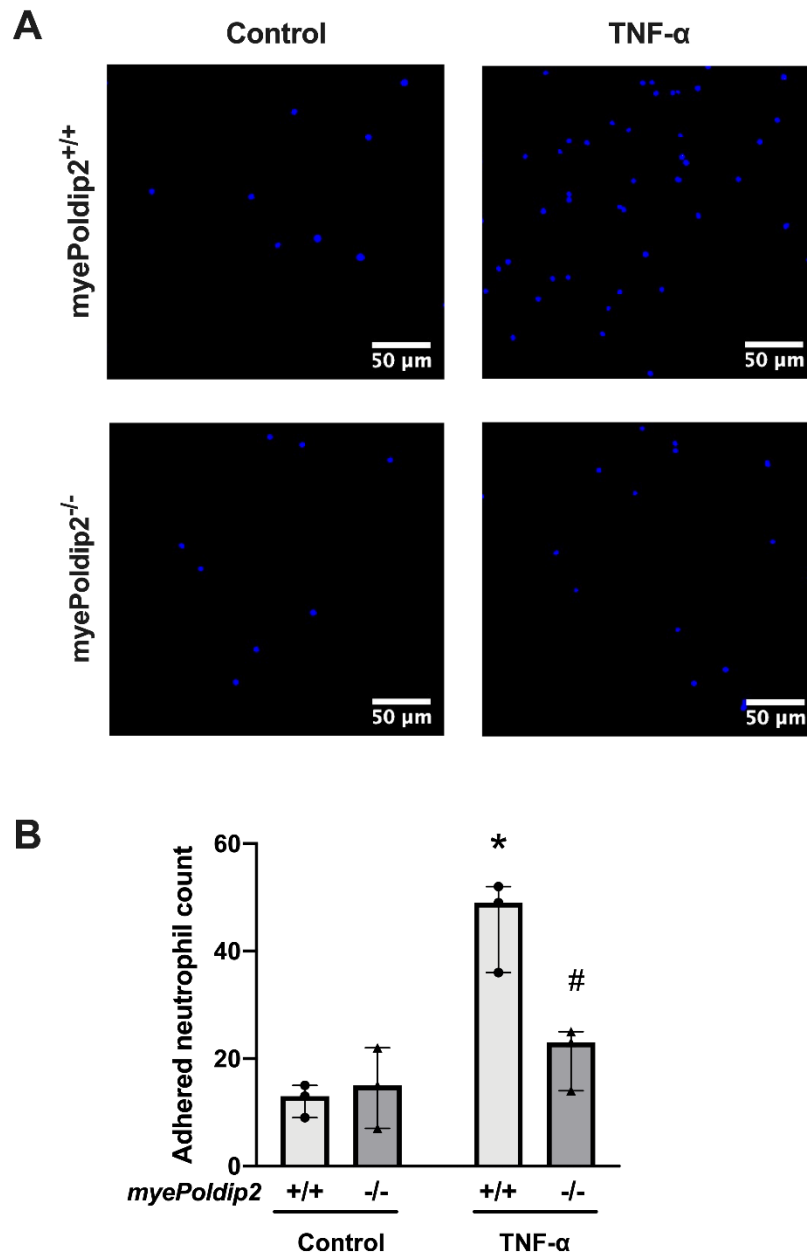 A
Control TNF-α
myePoldip2+/+
50 μm 50 μm
myePoldip2-/-
50 μm 50 μm
B
Adhered neutrophil count
60
40
20
0
*
#
myePoldip2 +/+ -/- +/+ -/-
Control TNF-α